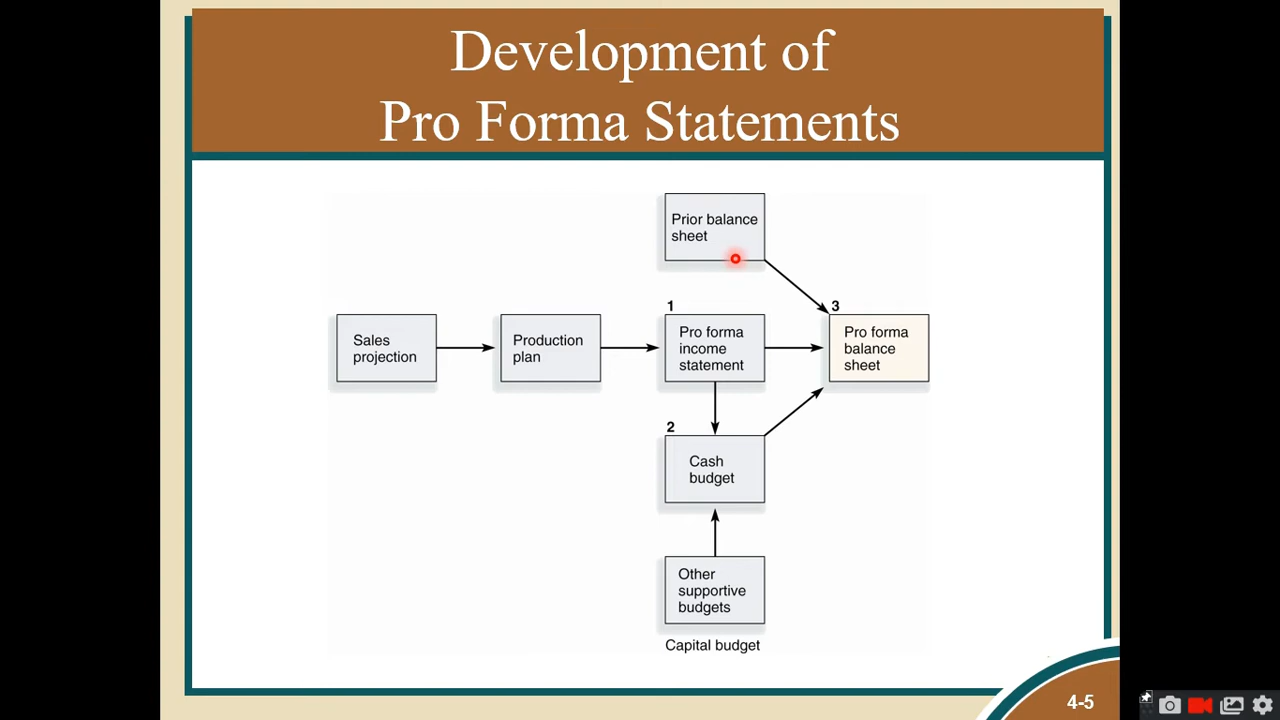 Development of
Pro Forma Statements
Prior balance
sheet
Sales
projection
Production
plan
1
Pro forma
income
statement
3
Pro forma
balance
sheet
2
Cash
budget
Other
supportive
budgets
Capital budget
4-5